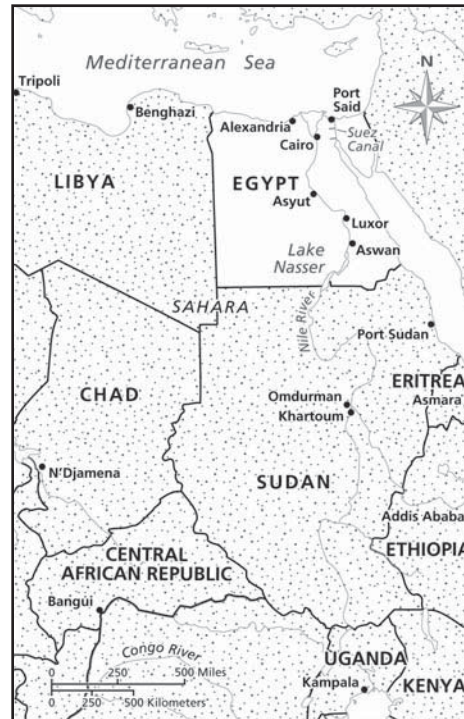 Mediterranean Sea
N
Tripoli
Benghazi
Port
Said
Alexandria
Suez
Canal
Cairo
LIBYA
EGYPT
Asyut
Luxor
Lake
Nasser
Aswan
SAHARA
Nile River
Port Sudan
CHAD
ERITREA
Omdurman
Asmara
Khartoum
N'Djamena
SUDAN
Addis Ababa
CENTRAL
AFRICAN REPUBLIC
ETHIOPIA
Bangui
Congo River
UGANDA
0 250 500 Miles
Kampala
KENYA
0 250 500 Kilometers